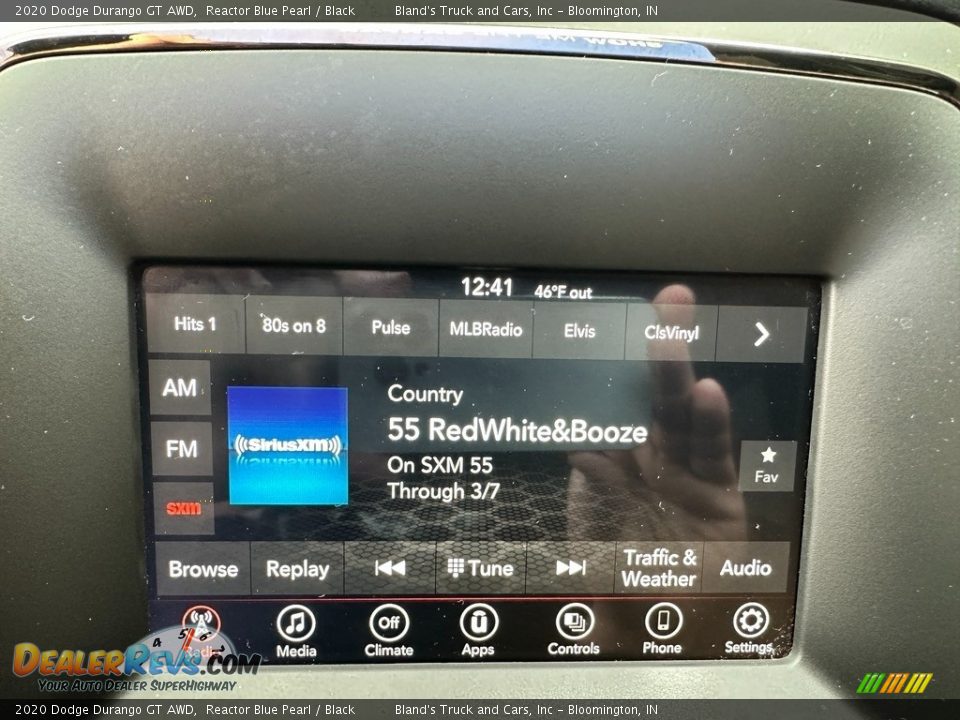 2020 Dodge Durango GT AWD, Reactor Blue Pearl / Black Bland's Truck and Cars, Inc - Bloomington, IN
12:41 46°F out
Hits 1 80s on 8 Pulse MLBRadio Elvis ClsVinyl
AM
FM
sxm
((SiriusXM))
Country
55 RedWhite&Booze
On SXM 55
Through 3/7
Fav
Browse Replay Tune Traffic & Weather Audio
Radio Media Off Climate Apps Controls Phone Settings
4 5 6
DealerRevs.com
Your Auto Dealer SuperHighway
2020 Dodge Durango GT AWD, Reactor Blue Pearl / Black Bland's Truck and Cars, Inc - Bloomington, IN